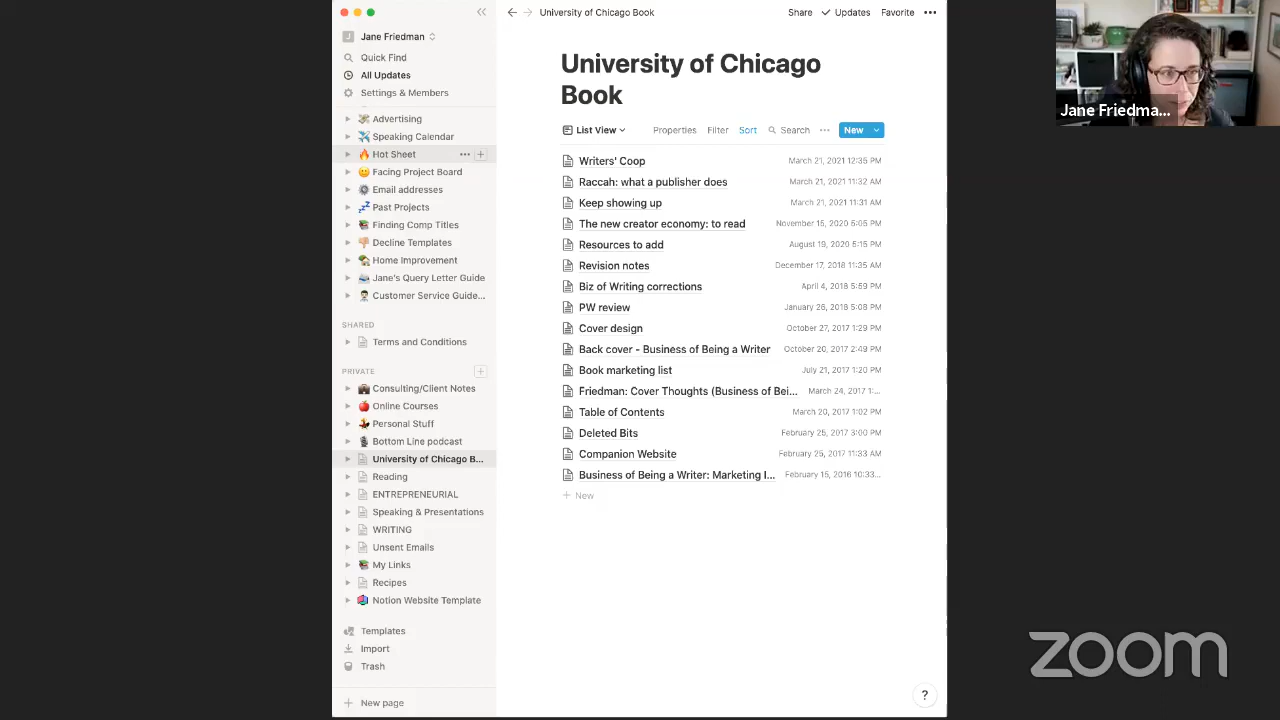 University of Chicago Book
Share
Updates
Favorite
Jane Friedman
Quick Find
All Updates
Settings & Members
Advertising
Speaking Calendar
Hot Sheet
Facing Project Board
Email addresses
Past Projects
Finding Comp Titles
Decline Templates
Home Improvement
Jane's Query Letter Guide
Customer Service Guide...
SHARED
Terms and Conditions
PRIVATE
Consulting/Client Notes
Online Courses
Personal Stuff
Bottom Line podcast
University of Chicago B...
Reading
ENTREPRENEURIAL
Speaking & Presentations
WRITING
Unsent Emails
My Links
Recipes
Notion Website Template
Templates
Import
Trash
New page
University of Chicago
Book
List View Properties Filter Sort Search New
Writers' Coop March 21, 2021 12:35 PM
Raccah: what a publisher does March 21, 2021 11:32 AM
Keep showing up March 21, 2021 11:31 AM
The new creator economy: to read November 15, 2020 5:05 PM
Resources to add August 19, 2020 5:15 PM
Revision notes December 17, 2018 11:35 AM
Biz of Writing corrections April 4, 2018 5:59 PM
PW review January 26, 2018 5:08 PM
Cover design October 27, 2017 1:29 PM
Back cover - Business of Being a Writer October 20, 2017 2:49 PM
Book marketing list July 21, 2017 1:20 PM
Friedman: Cover Thoughts (Business of Bei... March 24, 2017 1:...
Table of Contents March 20, 2017 1:02 PM
Deleted Bits February 25, 2017 3:00 PM
Companion Website February 25, 2017 11:33 AM
Business of Being a Writer: Marketing I... February 15, 2016 10:33...
New
?
Jane Friedma...
zoom